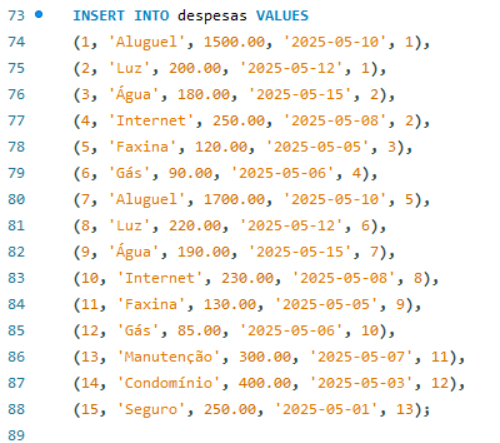 73 INSERT INTO despesas VALUES
74 (1, 'Aluguel', 1500.00, '2025-05-10', 1),
75 (2, 'Luz', 200.00, '2025-05-12', 1),
76 (3, 'Água', 180.00, '2025-05-15', 2),
77 (4, 'Internet', 250.00, '2025-05-08', 2),
78 (5, 'Faxina', 120.00, '2025-05-05', 3),
79 (6, 'Gás', 90.00, '2025-05-06', 4),
80 (7, 'Aluguel', 1700.00, '2025-05-10', 5),
81 (8, 'Luz', 220.00, '2025-05-12', 6),
82 (9, 'Água', 190.00, '2025-05-15', 7),
83 (10, 'Internet', 230.00, '2025-05-08', 8),
84 (11, 'Faxina', 130.00, '2025-05-05', 9),
85 (12, 'Gás', 85.00, '2025-05-06', 10),
86 (13, 'Manutenção', 300.00, '2025-05-07', 11),
87 (14, 'Condomínio', 400.00, '2025-05-03', 12),
88 (15, 'Seguro', 250.00, '2025-05-01', 13);
89